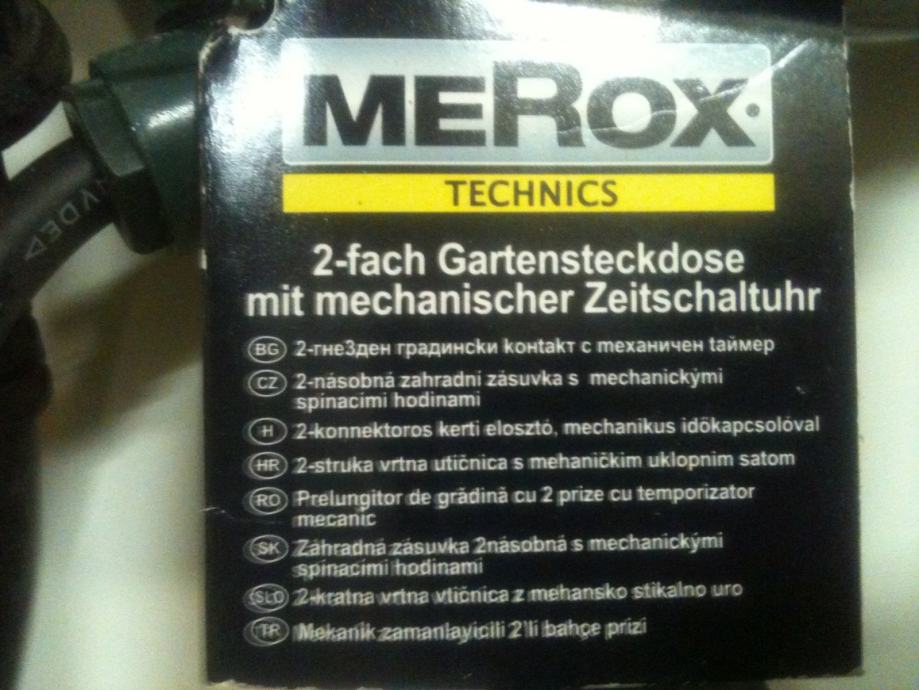 MEROX
TECHNICS
2-fach Gartensteckdose
mit mechanischer Zeitschaltuhr
BG 2-гне3ден градински контакт с механичен таймер
CZ 2-násobná zahradní zásuvka s mechanickými
spínacími hodinami
H 2-konnektoros kerti elosztó, mechanikus időkapcsolóval
HR 2-struka vrtna utičnica s mehaničkim uklopnim satom
RO Prelungitor de grădină cu 2 prize cu temporizator
mecanic
SK Záhradná zásuvka 2násobná s mechanickými
spínacími hodinami
SLO 2-kratna vrtna vtičnica z mehansko stikalno uro
TR Mekanik zamanlayicili 2'li bahçe prizi
VDE